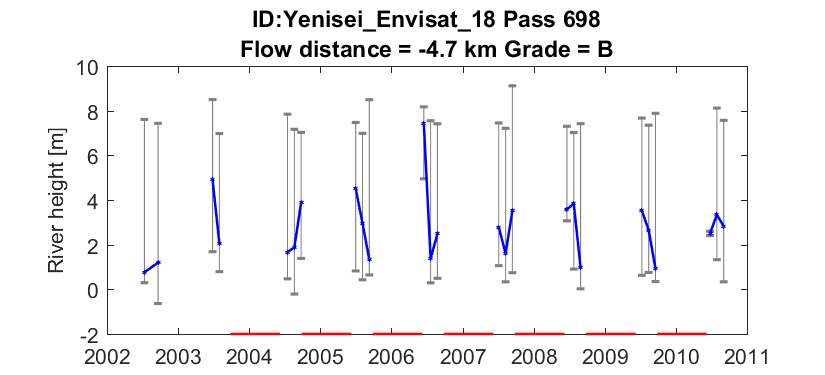 ID:Yenisei_Envisat_18 Pass 698
Flow distance = -4.7 km Grade = B
River height [m]
10
8
6
4
2
0
-2
2002 2003 2004 2005 2006 2007 2008 2009 2010 2011